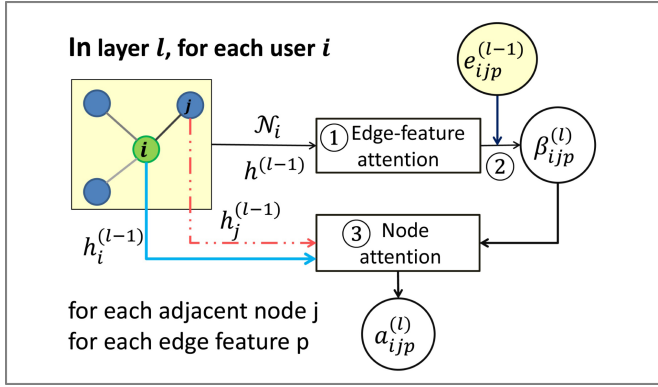 In layer l, for each user i
e_{ijp}^{(l-1)}
j
i
𝒩_i
h^{(l-1)}
① Edge-feature
attention
②
β_{ijp}^{(l)}
h_j^{(l-1)}
h_i^{(l-1)}
③ Node
attention
for each adjacent node j
for each edge feature p
a_{ijp}^{(l)}